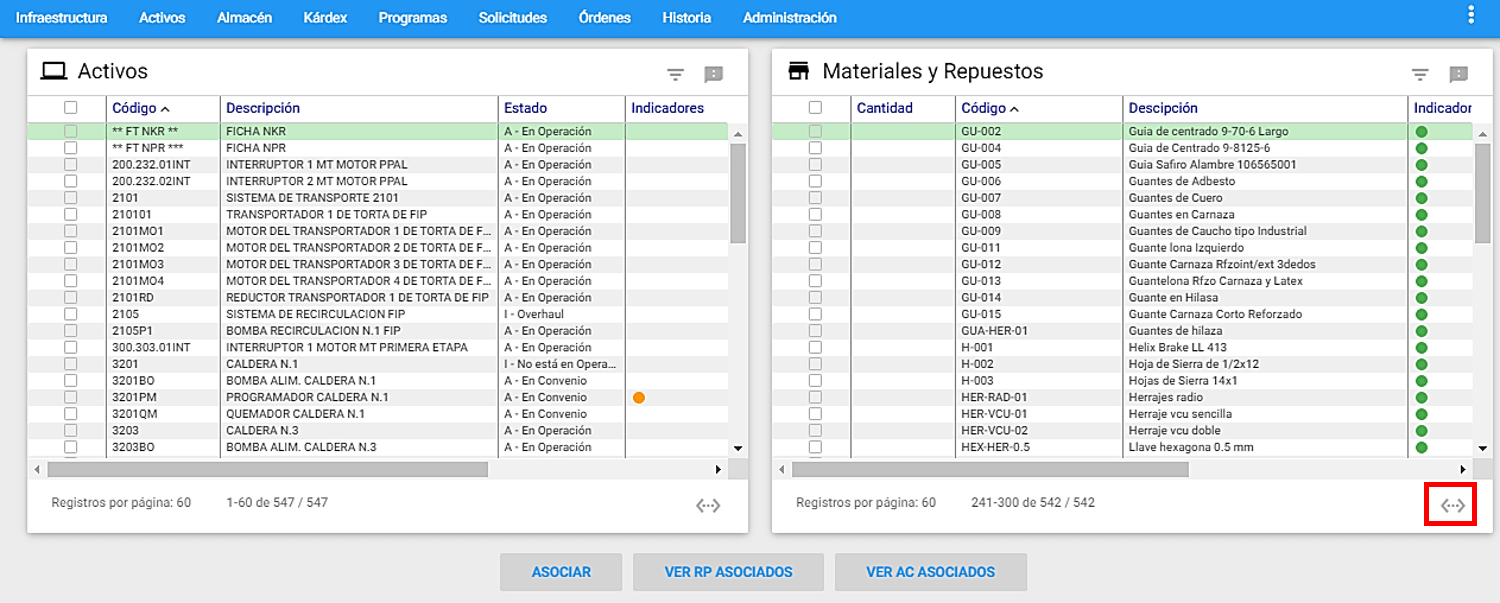 Infraestructura Activos Almacén Kárdex Programas Solicitudes Órdenes Historia Administración
Activos
Código Descripción Estado Indicadores
** FT NKR ** FICHA NKR A - En Operación
** FT NPR *** FICHA NPR A - En Operación
200.232.01INT INTERRUPTOR 1 MT MOTOR PPAL A - En Operación
200.232.02INT INTERRUPTOR 2 MT MOTOR PPAL A - En Operación
2101 SISTEMA DE TRANSPORTE 2101 A - En Operación
210101 TRANSPORTADOR 1 DE TORTA DE FIP A - En Operación
2101MO1 MOTOR DEL TRANSPORTADOR 1 DE TORTA DE F... A - En Operación
2101MO2 MOTOR DEL TRANSPORTADOR 2 DE TORTA DE F... A - En Operación
2101MO3 MOTOR DEL TRANSPORTADOR 3 DE TORTA DE F... A - En Operación
2101MO4 MOTOR DEL TRANSPORTADOR 4 DE TORTA DE F... A - En Operación
2101RD REDUCTOR TRANSPORTADOR 1 DE TORTA DE FIP A - En Operación
2105 SISTEMA DE RECIRCULACION FIP I - Overhaul
2105P1 BOMBA RECIRCULACION N.1 FIP A - En Operación
300.303.01INT INTERRUPTOR 1 MOTOR MT PRIMERA ETAPA A - En Operación
3201 CALDERA N.1 I - No está en Opera...
3201BO BOMBA ALIM. CALDERA N.1 A - En Convenio
3201PM PROGRAMADOR CALDERA N.1 A - En Convenio
3201QM QUEMADOR CALDERA N.1 A - En Convenio
3203 CALDERA N.3 A - En Operación
3203BO BOMBA ALIM. CALDERA N.3 A - En Operación
Registros por página: 60 1-60 de 547 / 547
Materiales y Repuestos
Cantidad Código Descipción Indicador
GU-002 Guia de centrado 9-70-6 Largo
GU-004 Guia de Centrado 9-8125-6
GU-005 Guia Safiro Alambre 106565001
GU-006 Guantes de Adbesto
GU-007 Guantes de Cuero
GU-008 Guantes en Carnaza
GU-009 Guantes de Caucho tipo Industrial
GU-011 Guante lona Izquierdo
GU-012 Guante Carnaza Rfzoint/ext 3dedos
GU-013 Guantelona Rfzo Carnaza y Latex
GU-014 Guante en Hilasa
GU-015 Guante Carnaza Corto Reforzado
GUA-HER-01 Guantes de hilaza
H-001 Helix Brake LL 413
H-002 Hoja de Sierra de 1/2x12
H-003 Hojas de Sierra 14x1
HER-RAD-01 Herrajes radio
HER-VCU-01 Herraje vcu sencilla
HER-VCU-02 Herraje vcu doble
HEX-HER-0.5 Llave hexagona 0.5 mm
Registros por página: 60 241-300 de 542 / 542
ASOCIAR VER RP ASOCIADOS VER AC ASOCIADOS